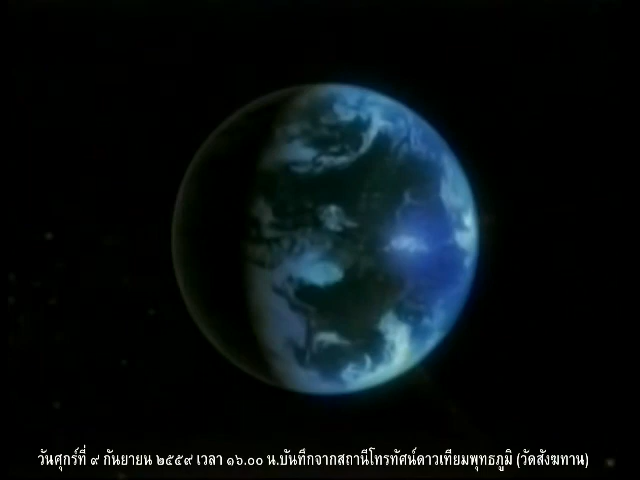 วันศุกร์ที่ ๙ กันยายน ๒๕๕๙ เวลา ๑๖.๐๐ น.บันทึกจากสถานีโทรทัศน์ดาวเทียมพุทธภูมิ (วัดสังฆทาน)